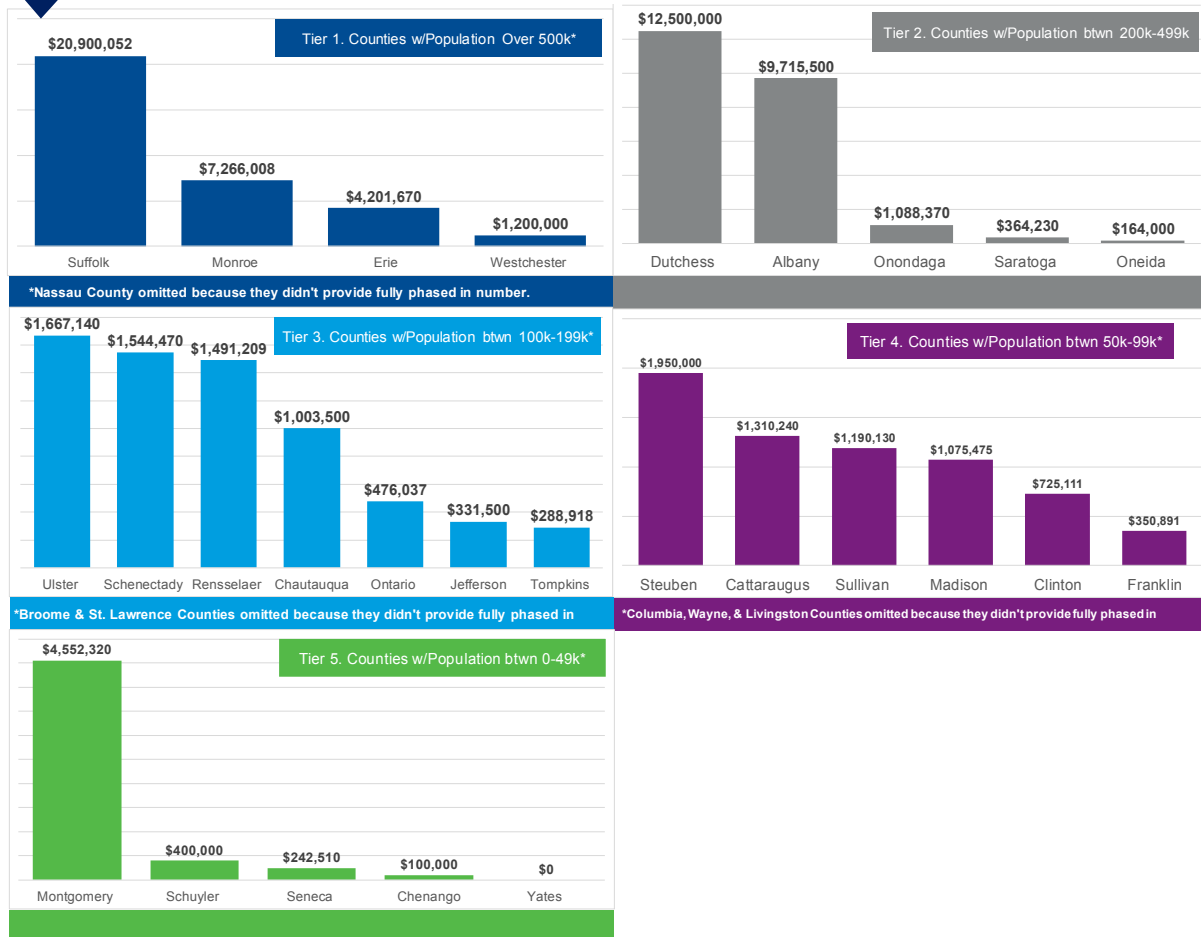 Tier 1. Counties w/Population Over 500k*
$20,900,052
$7,266,008
$4,201,670
$1,200,000
Suffolk Monroe Erie Westchester
*Nassau County omitted because they didn't provide fully phased in number.
$12,500,000
Tier 2. Counties w/Population btwn 200k-499k
$9,715,500
$1,088,370
$364,230
$164,000
Dutchess Albany Onondaga Saratoga Oneida
$1,667,140
Tier 3. Counties w/Population btwn 100k-199k*
$1,544,470
$1,491,209
$1,003,500
$476,037
$331,500
$288,918
Ulster Schenectady Rensselaer Chautauqua Ontario Jefferson Tompkins
*Broome & St. Lawrence Counties omitted because they didn't provide fully phased in
Tier 4. Counties w/Population btwn 50k-99k*
$1,950,000
$1,310,240
$1,190,130
$1,075,475
$725,111
$350,891
Steuben Cattaraugus Sullivan Madison Clinton Franklin
*Columbia, Wayne, & Livingston Counties omitted because they didn't provide fully phased in
$4,552,320
Tier 5. Counties w/Population btwn 0-49k*
$400,000
$242,510
$100,000
$0
Montgomery Schuyler Seneca Chenango Yates